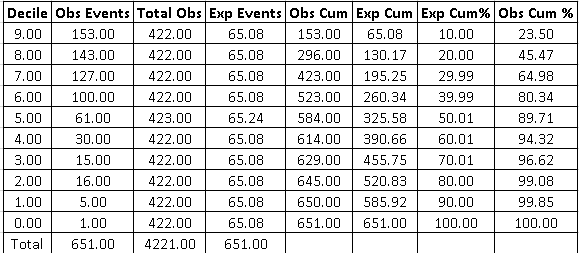 Decile Obs Events Total Obs Exp Events Obs Cum Exp Cum Exp Cum% Obs Cum %
9.00 153.00 422.00 65.08 153.00 65.08 10.00 23.50
8.00 143.00 422.00 65.08 296.00 130.17 20.00 45.47
7.00 127.00 422.00 65.08 423.00 195.25 29.99 64.98
6.00 100.00 422.00 65.08 523.00 260.34 39.99 80.34
5.00 61.00 423.00 65.24 584.00 325.58 50.01 89.71
4.00 30.00 422.00 65.08 614.00 390.66 60.01 94.32
3.00 15.00 422.00 65.08 629.00 455.75 70.01 96.62
2.00 16.00 422.00 65.08 645.00 520.83 80.00 99.08
1.00 5.00 422.00 65.08 650.00 585.92 90.00 99.85
0.00 1.00 422.00 65.08 651.00 651.00 100.00 100.00
Total 651.00 4221.00 651.00